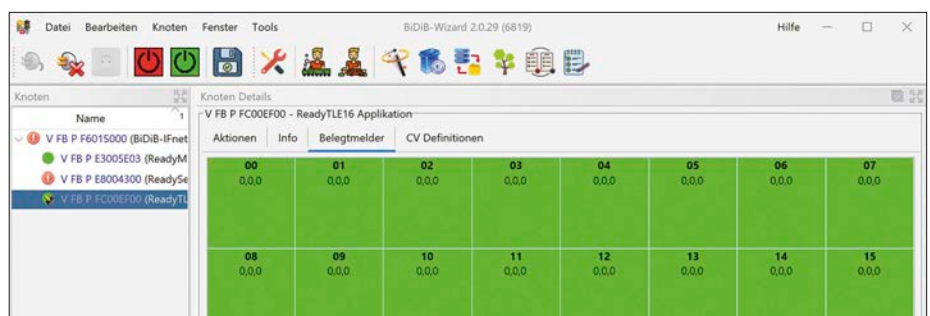 Datei Bearbeiten Knoten Fenster Tools BiDiB-Wizard 2.0.29 (6819) Hilfe
Knoten
Name 1
V FB P F6015000 (BiDiB-IFnet
V FB P E3005E03 (ReadyM
V FB P E8004300 (ReadySe
V FB P FC00EF00 (ReadyTL
Knoten Details
V FB P FC00EF00 - ReadyTLE16 Applikation
Aktionen Info Belegtmelder CV Definitionen
00 01 02 03 04 05 06 07
0,0,0 0,0,0 0,0,0 0,0,0 0,0,0 0,0,0 0,0,0 0,0,0
08 09 10 11 12 13 14 15
0,0,0 0,0,0 0,0,0 0,0,0 0,0,0 0,0,0 0,0,0 0,0,0